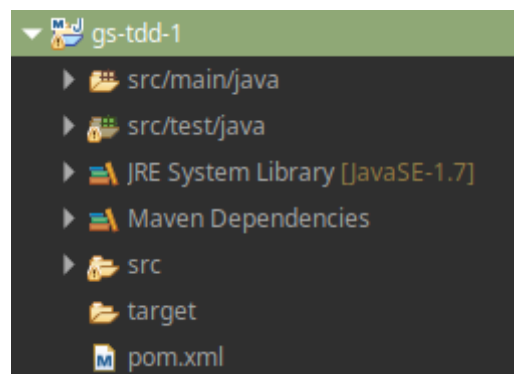 gs-tdd-1
src/main/java
src/test/java
JRE System Library [JavaSE-1.7]
Maven Dependencies
src
target
pom.xml